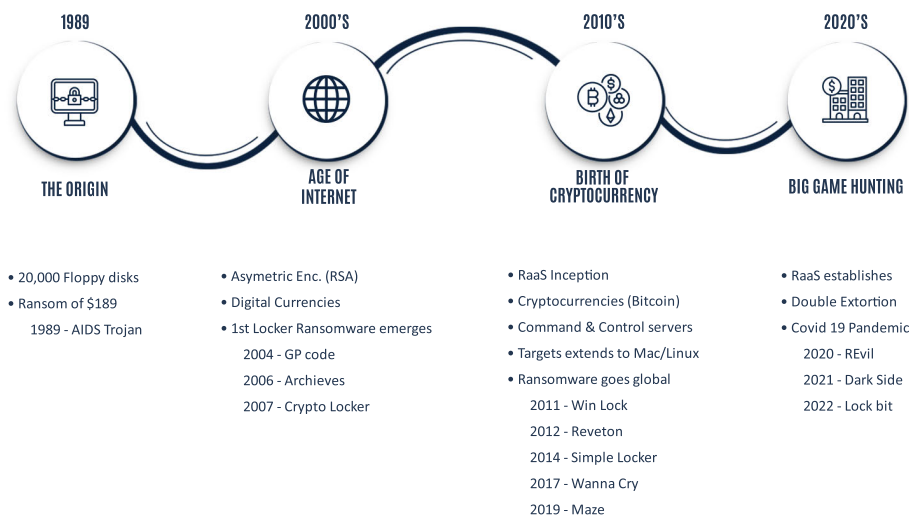 1989
THE ORIGIN
• 20,000 Floppy disks
• Ransom of $189
1989 - AIDS Trojan
2000'S
AGE OF
INTERNET
• Asymetric Enc. (RSA)
• Digital Currencies
• 1st Locker Ransomware emerges
2004 - GP code
2006 - Archieves
2007 - Crypto Locker
2010'S
BIRTH OF
CRYPTOCURRENCY
• RaaS Inception
• Cryptocurrencies (Bitcoin)
• Command & Control servers
• Targets extends to Mac/Linux
• Ransomware goes global
2011 - Win Lock
2012 - Reveton
2014 - Simple Locker
2017 - Wanna Cry
2019 - Maze
2020'S
BIG GAME HUNTING
• RaaS establishes
• Double Extortion
• Covid 19 Pandemic
2020 - REvil
2021 - Dark Side
2022 - Lock bit